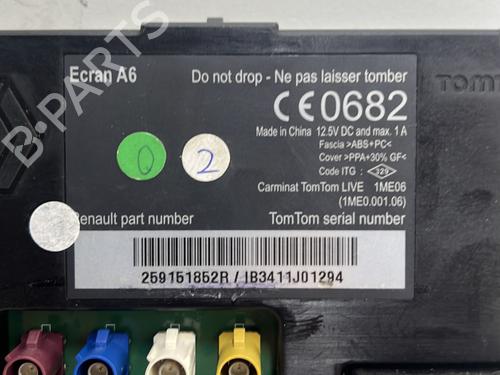 Ecran A6
Do not drop - Ne pas laisser tomber
CE0682
Made in China 12.5V DC and max. 1 A
Fascia >ABS+PC<
Cover >PPA+30% GF<
Code ITG : 329
Carminat TomTom LIVE 1ME06
(1ME0.001.06)
0
2
Renault part number
TomTom serial number
259151852R / IB3411J01294